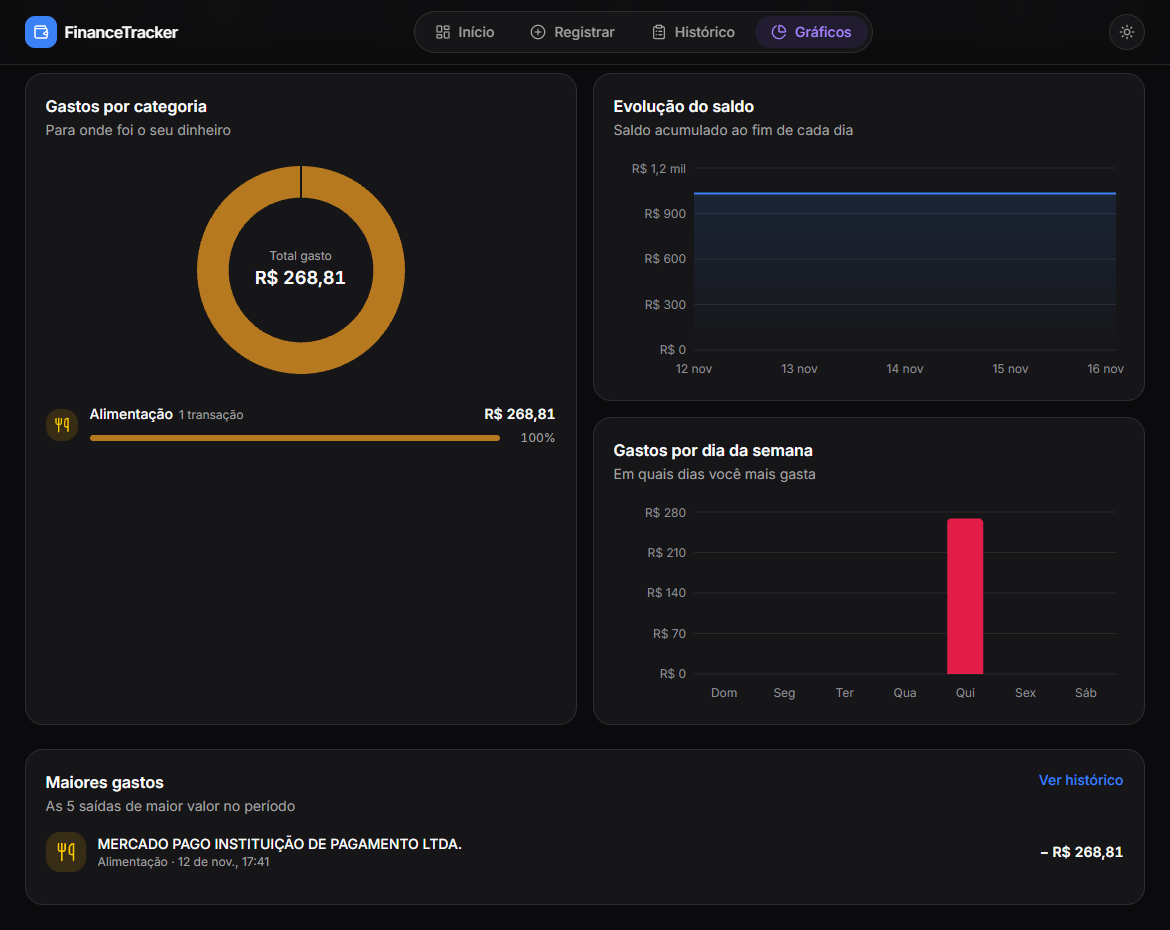 FinanceTracker
Início
Registrar
Histórico
Gráficos
Gastos por categoria
Para onde foi o seu dinheiro
Total gasto
R$ 268,81
Alimentação 1 transação
R$ 268,81
100%
Evolução do saldo
Saldo acumulado ao fim de cada dia
R$ 1,2 mil
R$ 900
R$ 600
R$ 300
R$ 0
12 nov
13 nov
14 nov
15 nov
16 nov
Gastos por dia da semana
Em quais dias você mais gasta
R$ 280
R$ 210
R$ 140
R$ 70
R$ 0
Dom
Seg
Ter
Qua
Qui
Sex
Sáb
Maiores gastos
As 5 saídas de maior valor no período
Ver histórico
MERCADO PAGO INSTITUIÇÃO DE PAGAMENTO LTDA.
Alimentação · 12 de nov., 17:41
– R$ 268,81